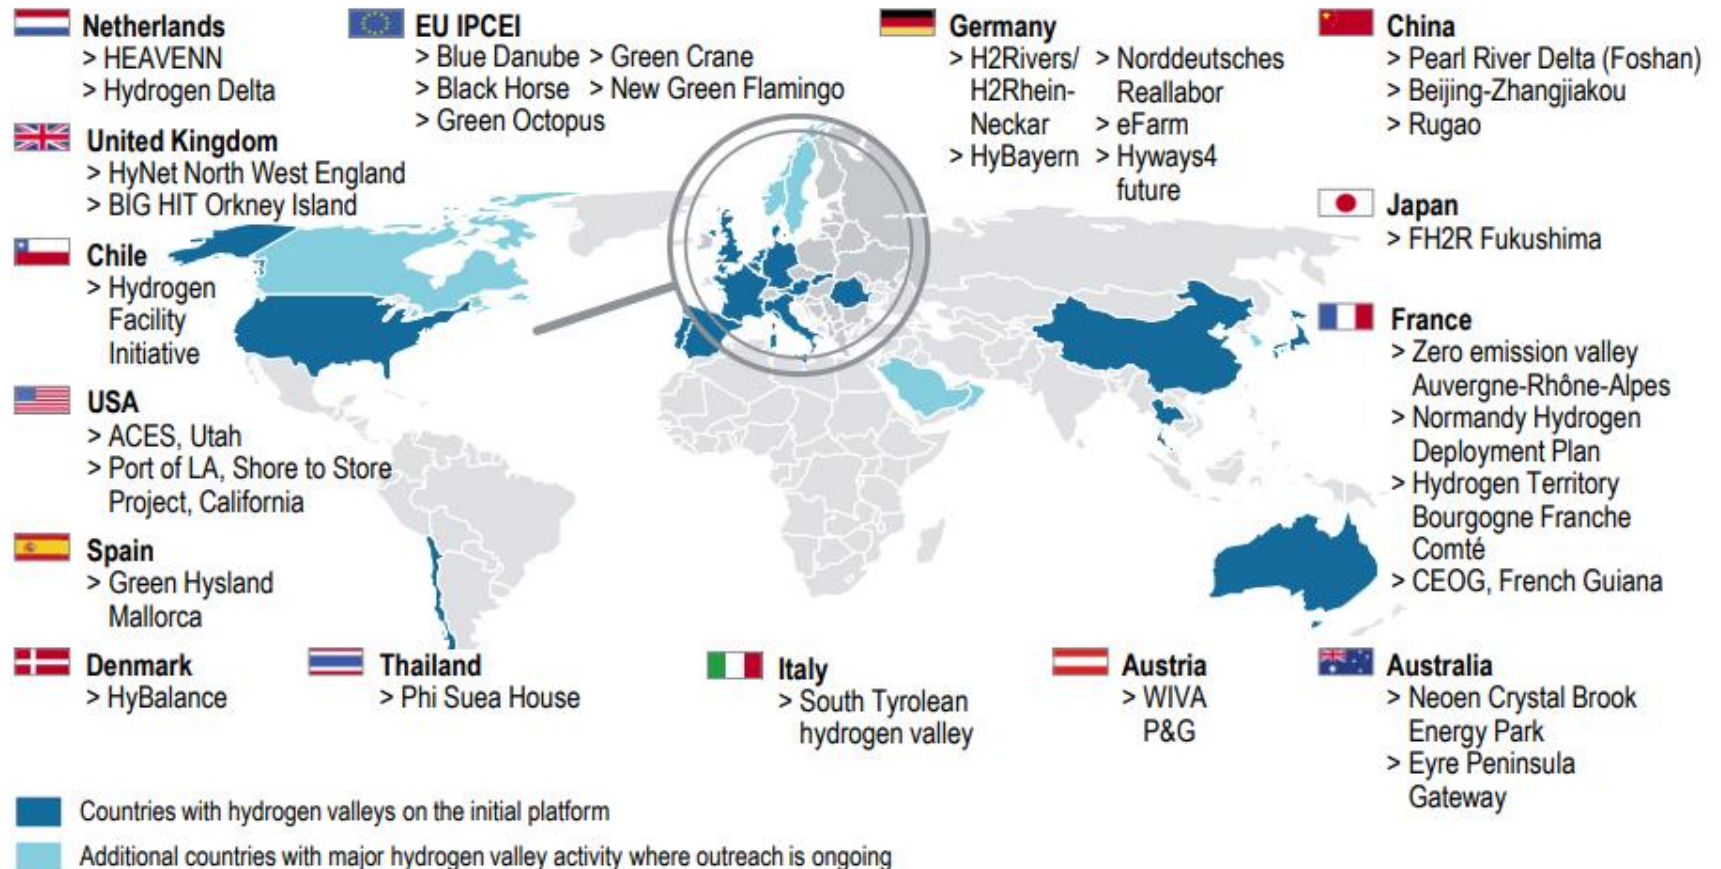 Netherlands
> HEAVENN
> Hydrogen Delta
United Kingdom
> HyNet North West England
> BIG HIT Orkney Island
Chile
> Hydrogen
Facility
Initiative
USA
> ACES, Utah
> Port of LA, Shore to Store
Project, California
Spain
> Green Hysland
Mallorca
Denmark
> HyBalance
EU IPCEI
> Blue Danube > Green Crane
> Black Horse > New Green Flamingo
> Green Octopus
Germany
> H2Rivers/
H2Rhein-
Neckar
> HyBayern
> Norddeutsches
Reallabor
> eFarm
> Hyways4
future
China
> Pearl River Delta (Foshan)
> Beijing-Zhangjiakou
> Rugao
Japan
> FH2R Fukushima
France
> Zero emission valley
Auvergne-Rhône-Alpes
> Normandy Hydrogen
Deployment Plan
> Hydrogen Territory
Bourgogne Franche
Comté
> CEOG, French Guiana
Thailand
> Phi Suea House
Italy
> South Tyrolean
hydrogen valley
Austria
> WIVA
P&G
Australia
> Neoen Crystal Brook
Energy Park
> Eyre Peninsula
Gateway
Countries with hydrogen valleys on the initial platform
Additional countries with major hydrogen valley activity where outreach is ongoing